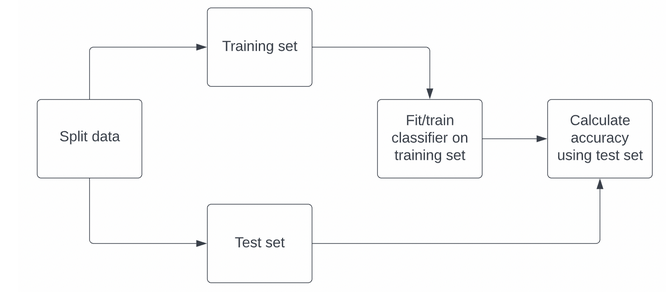 Training set
Split data
Fit/train
classifier on
training set
Calculate
accuracy
using test set
Test set